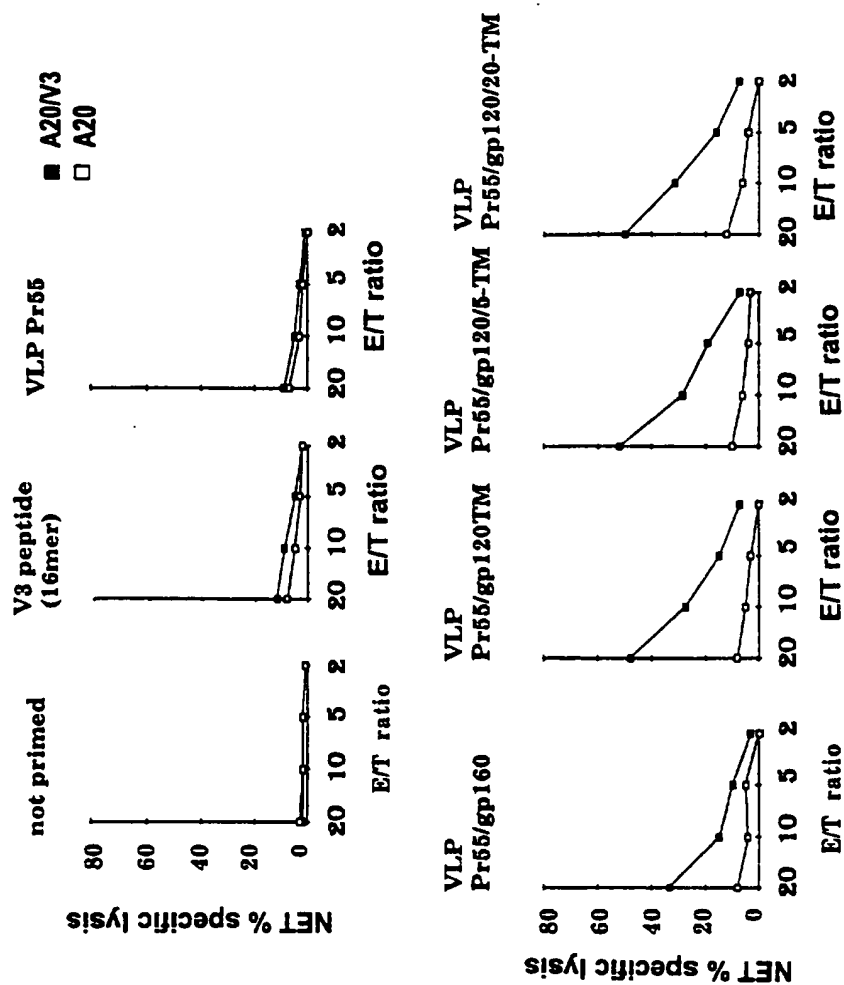 A20/V3
A20
NET % specific lysis
not primed
80
60
40
20
0
20 10 5 2
E/T ratio
V3 peptide
(16mer)
20 10 5 2
E/T ratio
VLP Pr55
20 10 5 2
E/T ratio
NET % specific lysis
VLP
Pr55/gp160
80
60
40
20
0
20 10 5 2
E/T ratio
VLP
Pr55/gp120TM
20 10 5 2
E/T ratio
VLP
Pr55/gp120/5-TM
20 10 5 2
E/T ratio
VLP
Pr55/gp120/20-TM
20 10 5 2
E/T ratio